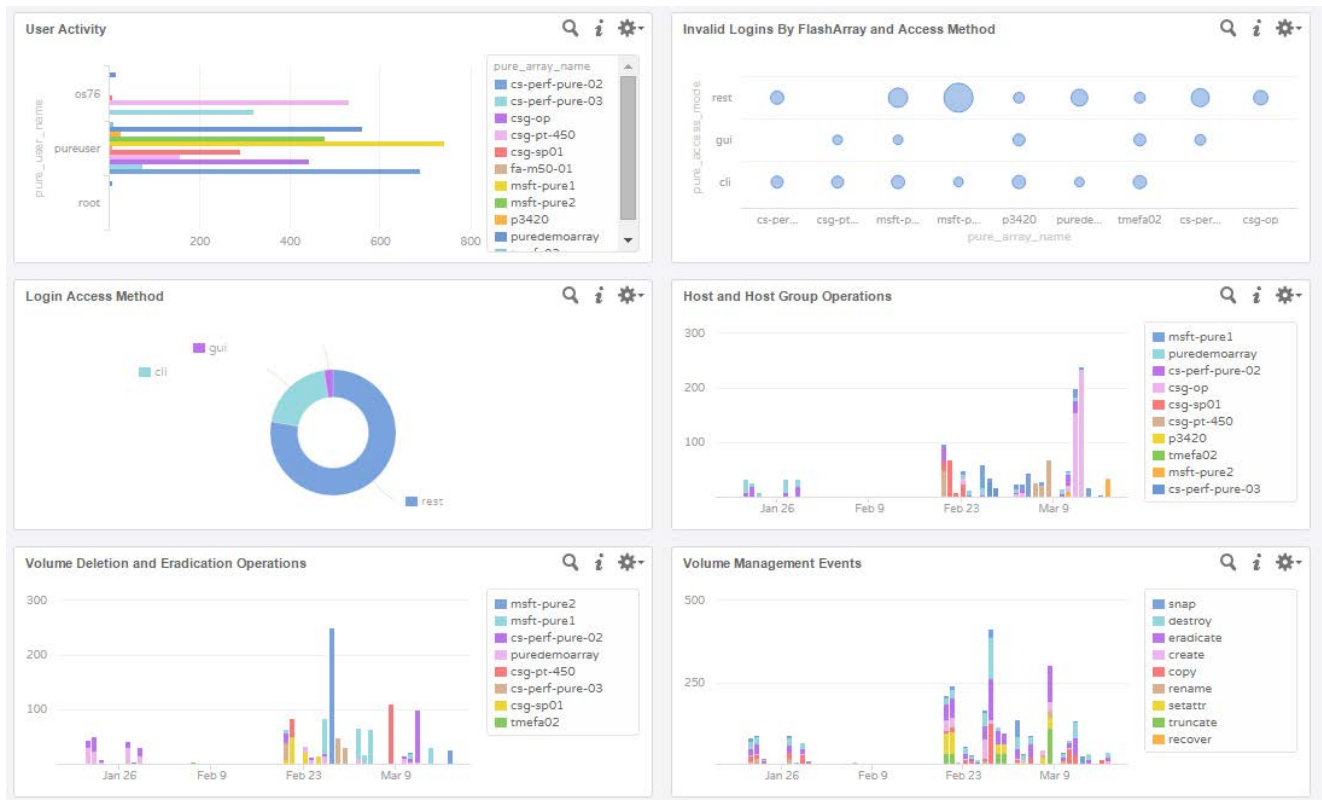 User Activity
pure_user_name
os76
pureuser
root
200 400 600 800
pure_array_name
cs-perf-pure-02
cs-perf-pure-03
csg-op
csg-pt-450
csg-sp01
fa-m50-01
msft-pure1
msft-pure2
p3420
puredemoarray
Invalid Logins By FlashArray and Access Method
pure_access_mode
rest
gui
cli
cs-per... csg-pt... msft-p... msft-p... p3420 purede... tmefa02 cs-per... csg-op
pure_array_name
Login Access Method
gui
cli
rest
Host and Host Group Operations
300
200
100
Jan 26 Feb 9 Feb 23 Mar 9
msft-pure1
puredemoarray
cs-perf-pure-02
csg-op
csg-sp01
csg-pt-450
p3420
tmefa02
msft-pure2
cs-perf-pure-03
Volume Deletion and Eradication Operations
300
200
100
Jan 26 Feb 9 Feb 23 Mar 9
msft-pure2
msft-pure1
cs-perf-pure-02
puredemoarray
csg-pt-450
cs-perf-pure-03
csg-sp01
tmefa02
Volume Management Events
500
250
Jan 26 Feb 9 Feb 23 Mar 9
snap
destroy
eradicate
create
copy
rename
setattr
truncate
recover